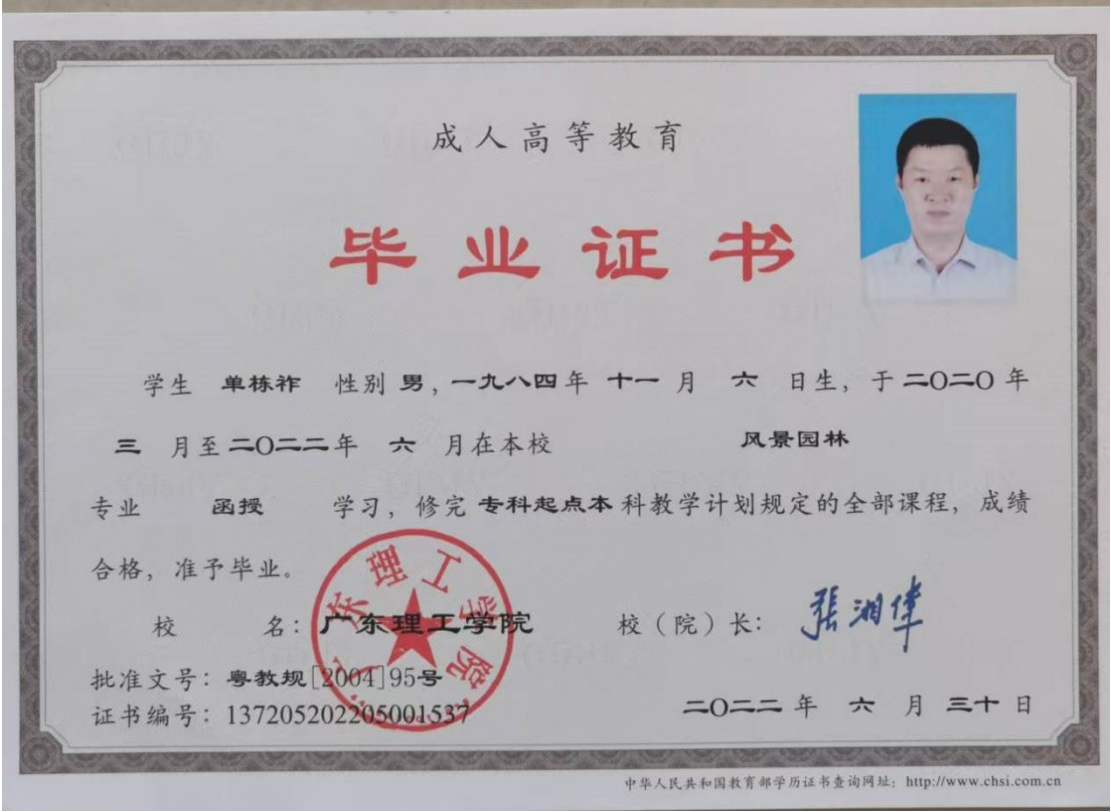 成人高等教育
毕业证书
学生 单栋祚 性别 男，一九八四年 十一 月 六 日生，于 二〇二〇 年
三 月至 二〇二二年 六 月在本校 风景园林
专业 函授 学习，修完 专科起点本 科教学计划规定的全部课程，成绩
合格，准予毕业。
校 名：广东理工学院 校（院）长：张湘伟
广东理工学院
批准文号：粤教规[2004]95号
证书编号：137205202205001537 二〇二二 年 六 月 三十 日
中华人民共和国教育部学历证书查询网址：http://www.chsi.com.cn